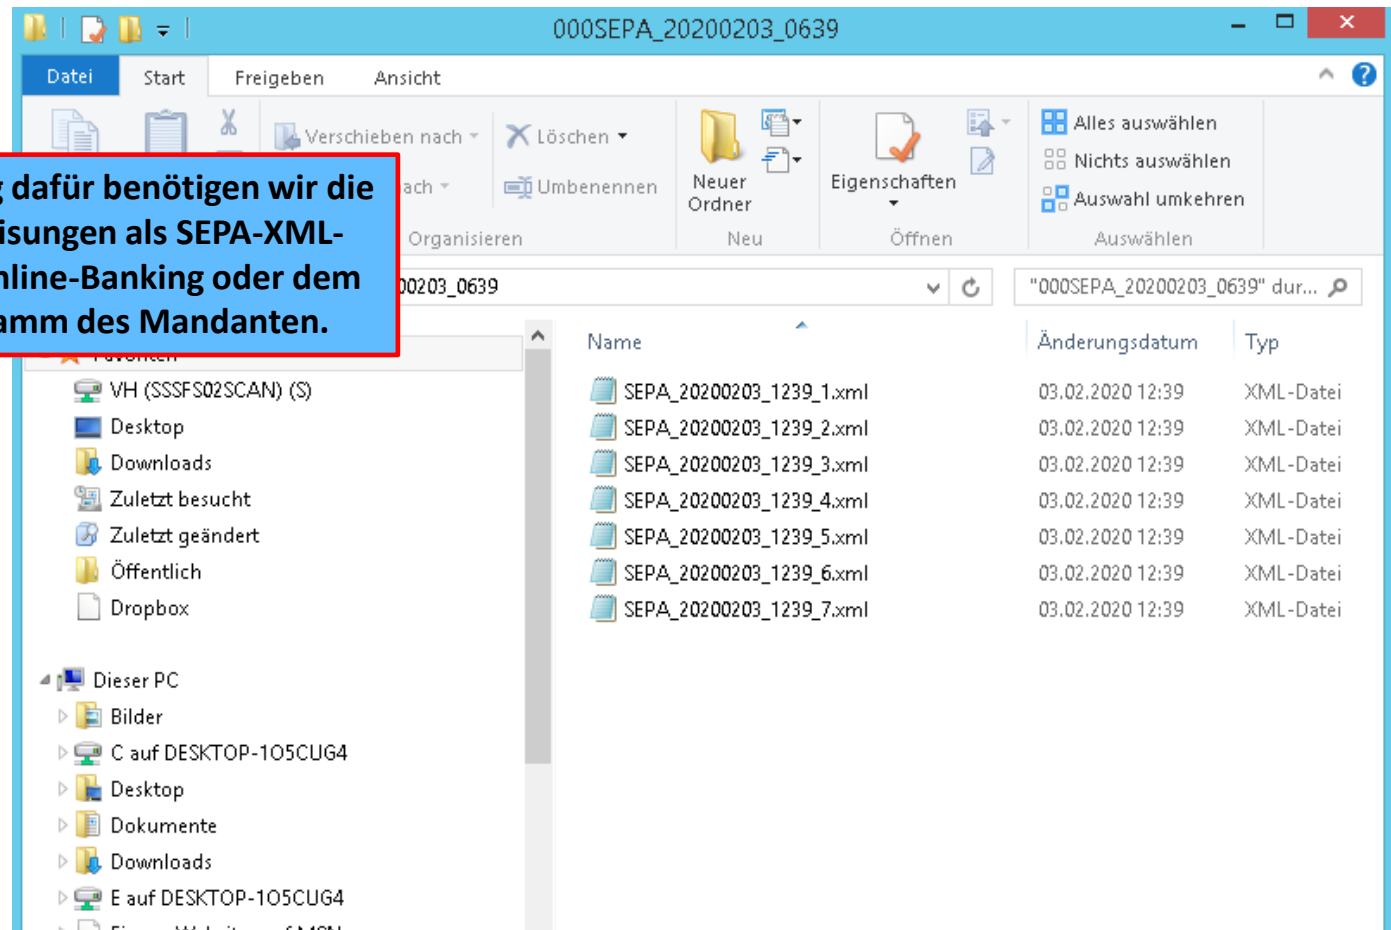 000SEPA_20200203_0639
Datei Start Freigeben Ansicht
Verschieben nach Löschen Alles auswählen
Nichts auswählen
ach Umbenennen Neuer Ordner Eigenschaften Auswahl umkehren
Organisieren Neu Öffnen Auswählen
g dafür benötigen wir die
isungen als SEPA-XML-
nline-Banking oder dem
amm des Mandanten.
00203_0639 "000SEPA_20200203_0639" dur...
Name Änderungsdatum Typ
Favoriten
VH (SSSFS02SCAN) (S)
Desktop
Downloads
Zuletzt besucht
Zuletzt geändert
Öffentlich
Dropbox
Dieser PC
Bilder
C auf DESKTOP-1O5CUG4
Desktop
Dokumente
Downloads
E auf DESKTOP-1O5CUG4
SEPA_20200203_1239_1.xml 03.02.2020 12:39 XML-Datei
SEPA_20200203_1239_2.xml 03.02.2020 12:39 XML-Datei
SEPA_20200203_1239_3.xml 03.02.2020 12:39 XML-Datei
SEPA_20200203_1239_4.xml 03.02.2020 12:39 XML-Datei
SEPA_20200203_1239_5.xml 03.02.2020 12:39 XML-Datei
SEPA_20200203_1239_6.xml 03.02.2020 12:39 XML-Datei
SEPA_20200203_1239_7.xml 03.02.2020 12:39 XML-Datei